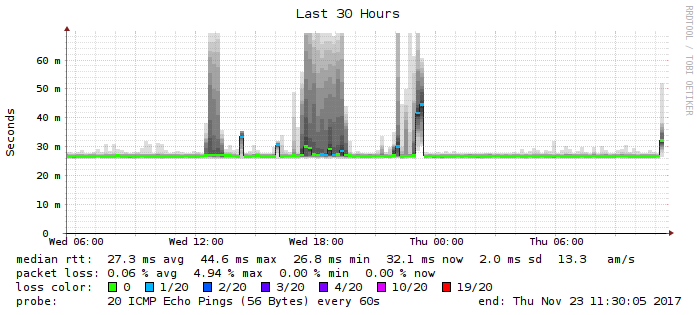 Last 30 Hours
RRDTOOL / TOBI OETIKER
Seconds
60 m
50 m
40 m
30 m
20 m
10 m
0
Wed 06:00 Wed 12:00 Wed 18:00 Thu 00:00 Thu 06:00
median rtt: 27.3 ms avg 44.6 ms max 26.8 ms min 32.1 ms now 2.0 ms sd 13.3 am/s
packet loss: 0.06 % avg 4.94 % max 0.00 % min 0.00 % now
loss color: 0 1/20 2/20 3/20 4/20 10/20 19/20
probe: 20 ICMP Echo Pings (56 Bytes) every 60s end: Thu Nov 23 11:30:05 2017